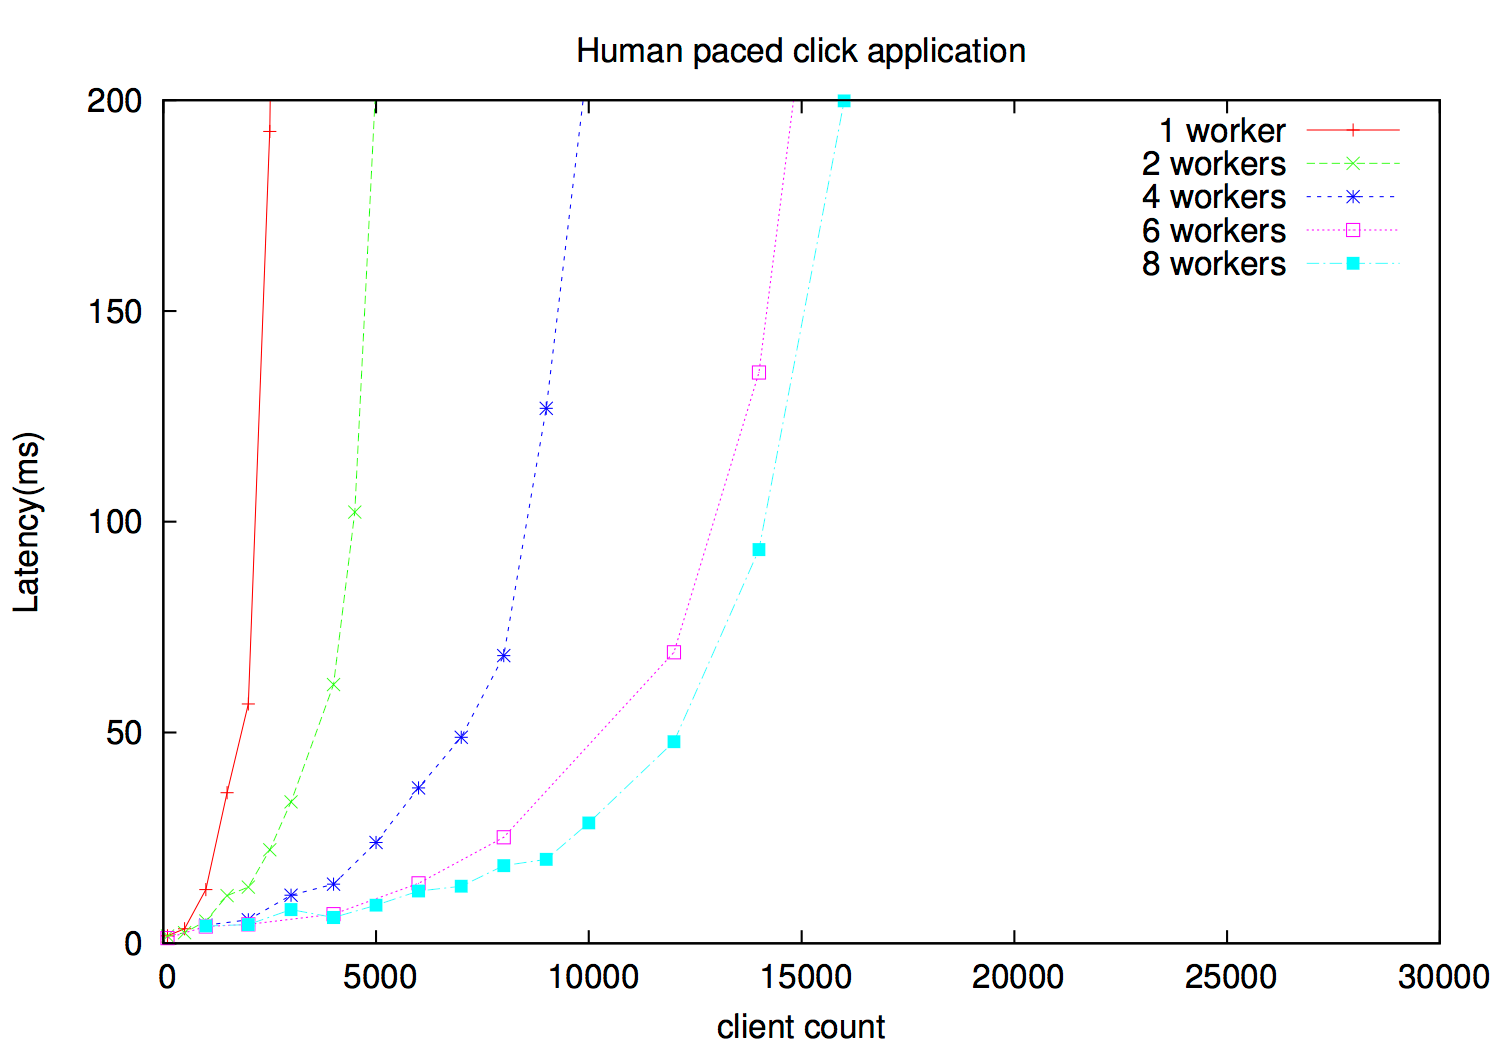 Human paced click application
200
150
100
50
0
Latency(ms)
1 worker
2 workers
4 workers
6 workers
8 workers
0 5000 10000 15000 20000 25000 30000
client count